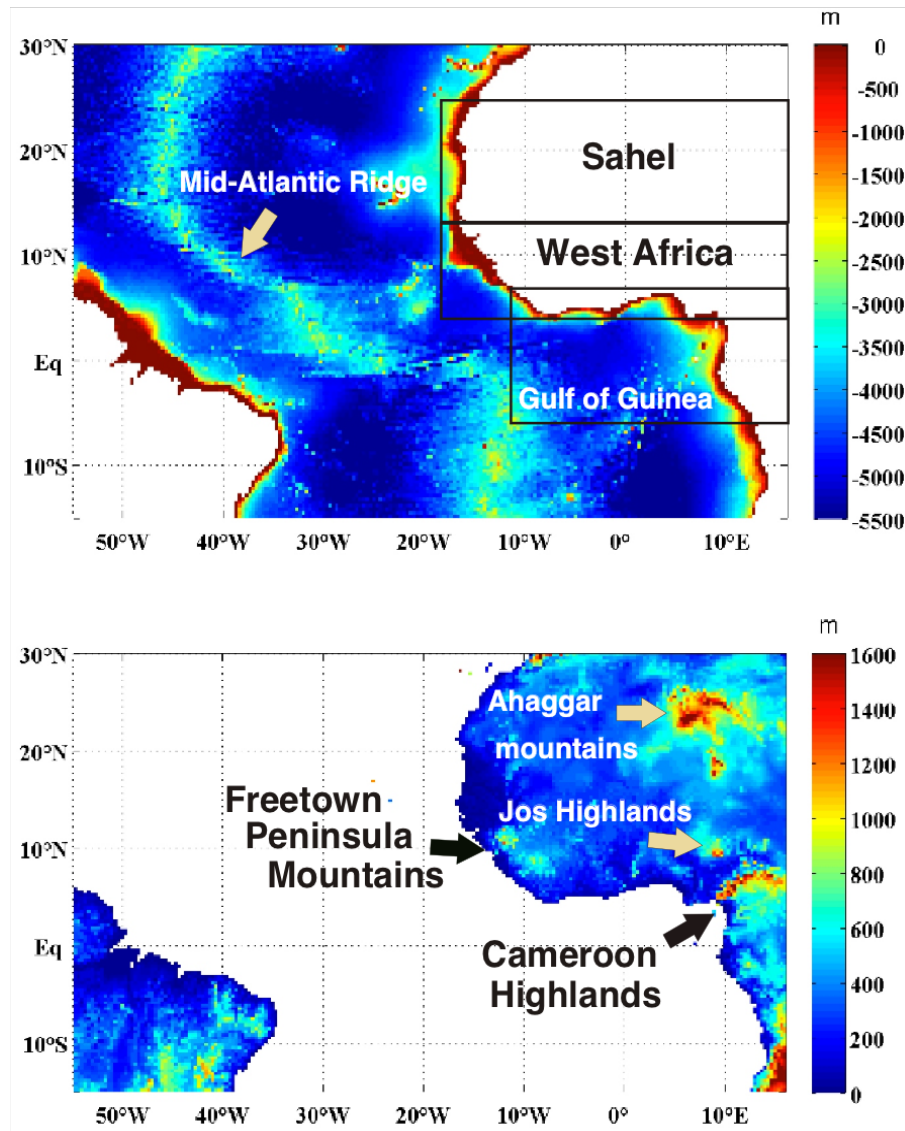 m
30°N
20°N
10°N
Eq
10°S
50°W 40°W 30°W 20°W 10°W 0° 10°E
Mid-Atlantic Ridge
Sahel
West Africa
Gulf of Guinea
0
-500
-1000
-1500
-2000
-2500
-3000
-3500
-4000
-4500
-5000
-5500
m
30°N
20°N
10°N
Eq
10°S
50°W 40°W 30°W 20°W 10°W 0° 10°E
Ahaggar
mountains
Freetown
Peninsula
Mountains
Jos Highlands
Cameroon
Highlands
1600
1400
1200
1000
800
600
400
200
0